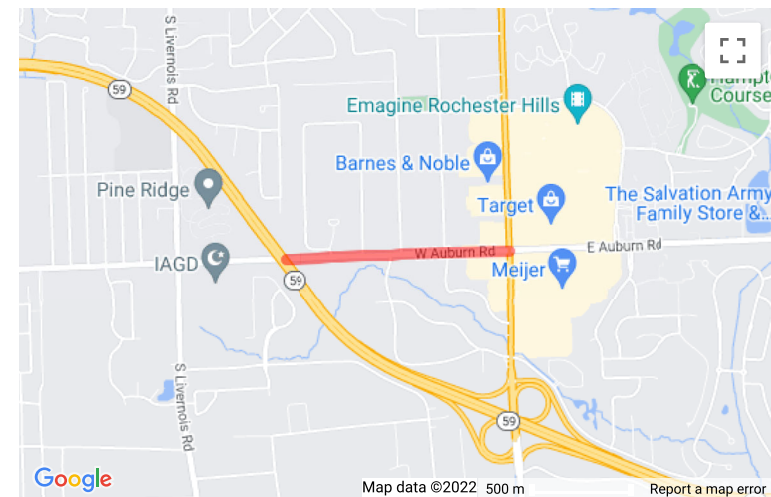 S Livernois Rd
59
Emagine Rochester Hills
Course
Barnes & Noble
Pine Ridge
Target
The Salvation Army
Family Store &...
W Auburn Rd
E Auburn Rd
IAGD
Meijer
59
S Livernois Rd
59
Google
Map data ©2022
500 m
Report a map error